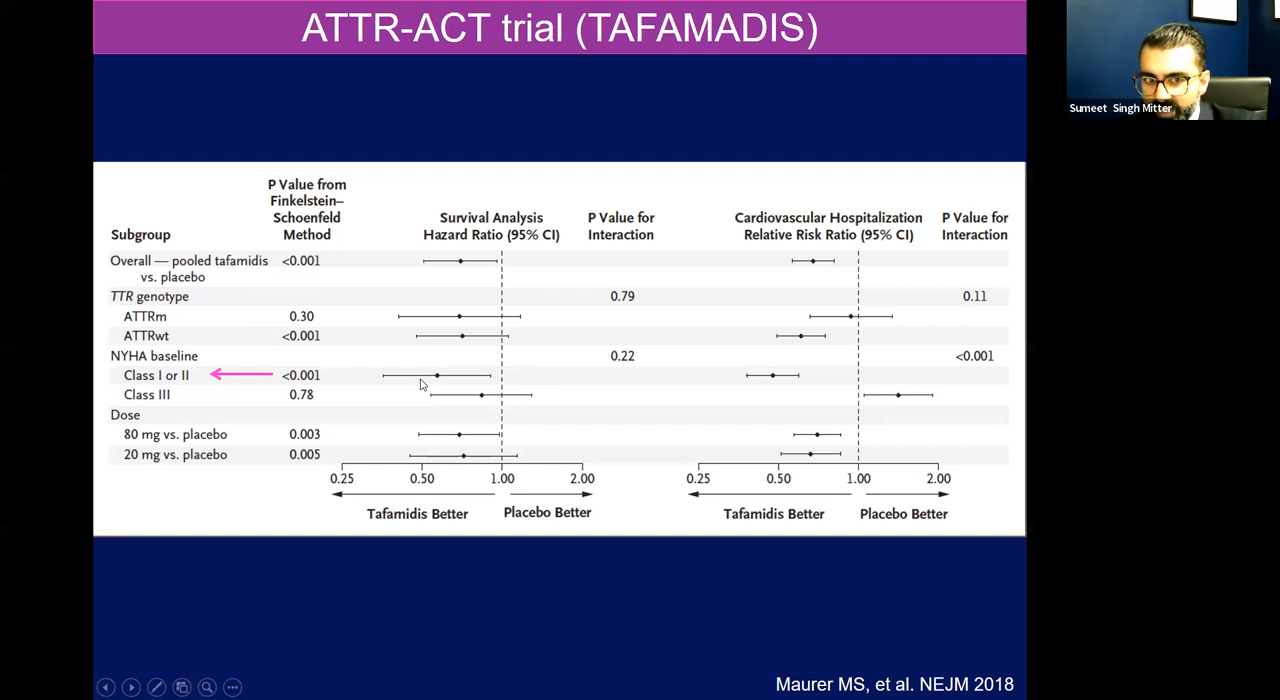 ATTR-ACT trial (TAFAMADIS)
Sumeet Singh Mitter
P Value from
Finkelstein–
Schoenfeld
Method
Survival Analysis
Hazard Ratio (95% CI)
P Value for
Interaction
Cardiovascular Hospitalization
Relative Risk Ratio (95% CI)
P Value for
Interaction
Subgroup
Overall — pooled tafamidis <0.001
vs. placebo
TTR genotype 0.79 0.11
ATTRm 0.30
ATTRwt <0.001
NYHA baseline 0.22 <0.001
Class I or II <0.001
Class III 0.78
Dose
80 mg vs. placebo 0.003
20 mg vs. placebo 0.005
0.25 0.50 1.00 2.00 0.25 0.50 1.00 2.00
Tafamidis Better Placebo Better Tafamidis Better Placebo Better
Maurer MS, et al. NEJM 2018